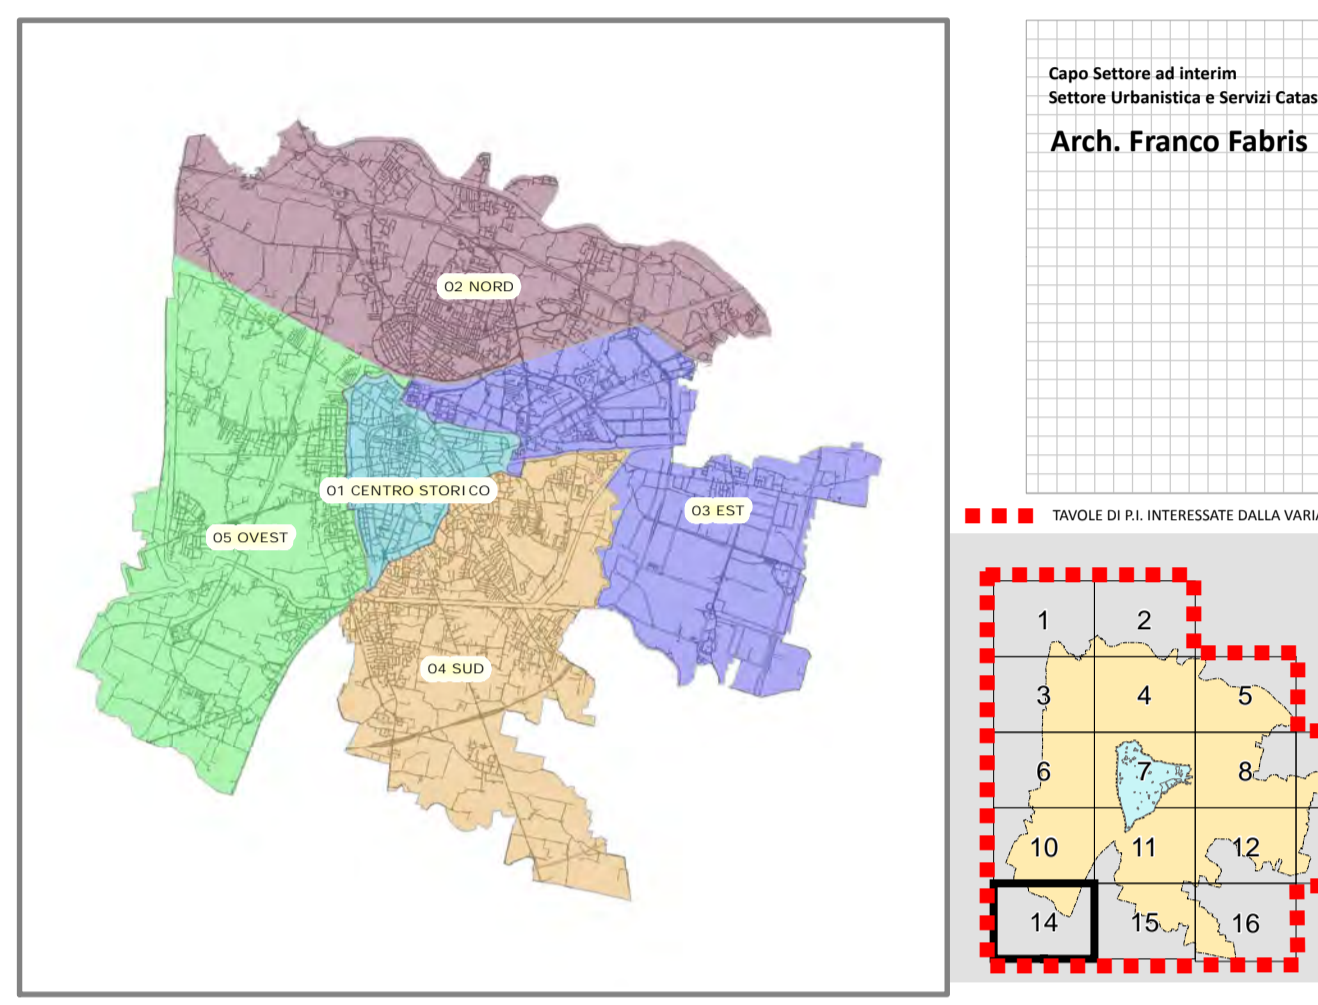 Capo Settore ad interim
Settore Urbanistica e Servizi Catas
Arch. Franco Fabris
02 NORD
01 CENTRO STORICO
03 EST
05 OVEST
04 SUD
TAVOLE DI P.I. INTERESSATE DALLA VARIA
1 2
3 4 5
6 7 8
10 11 12
14 15 16